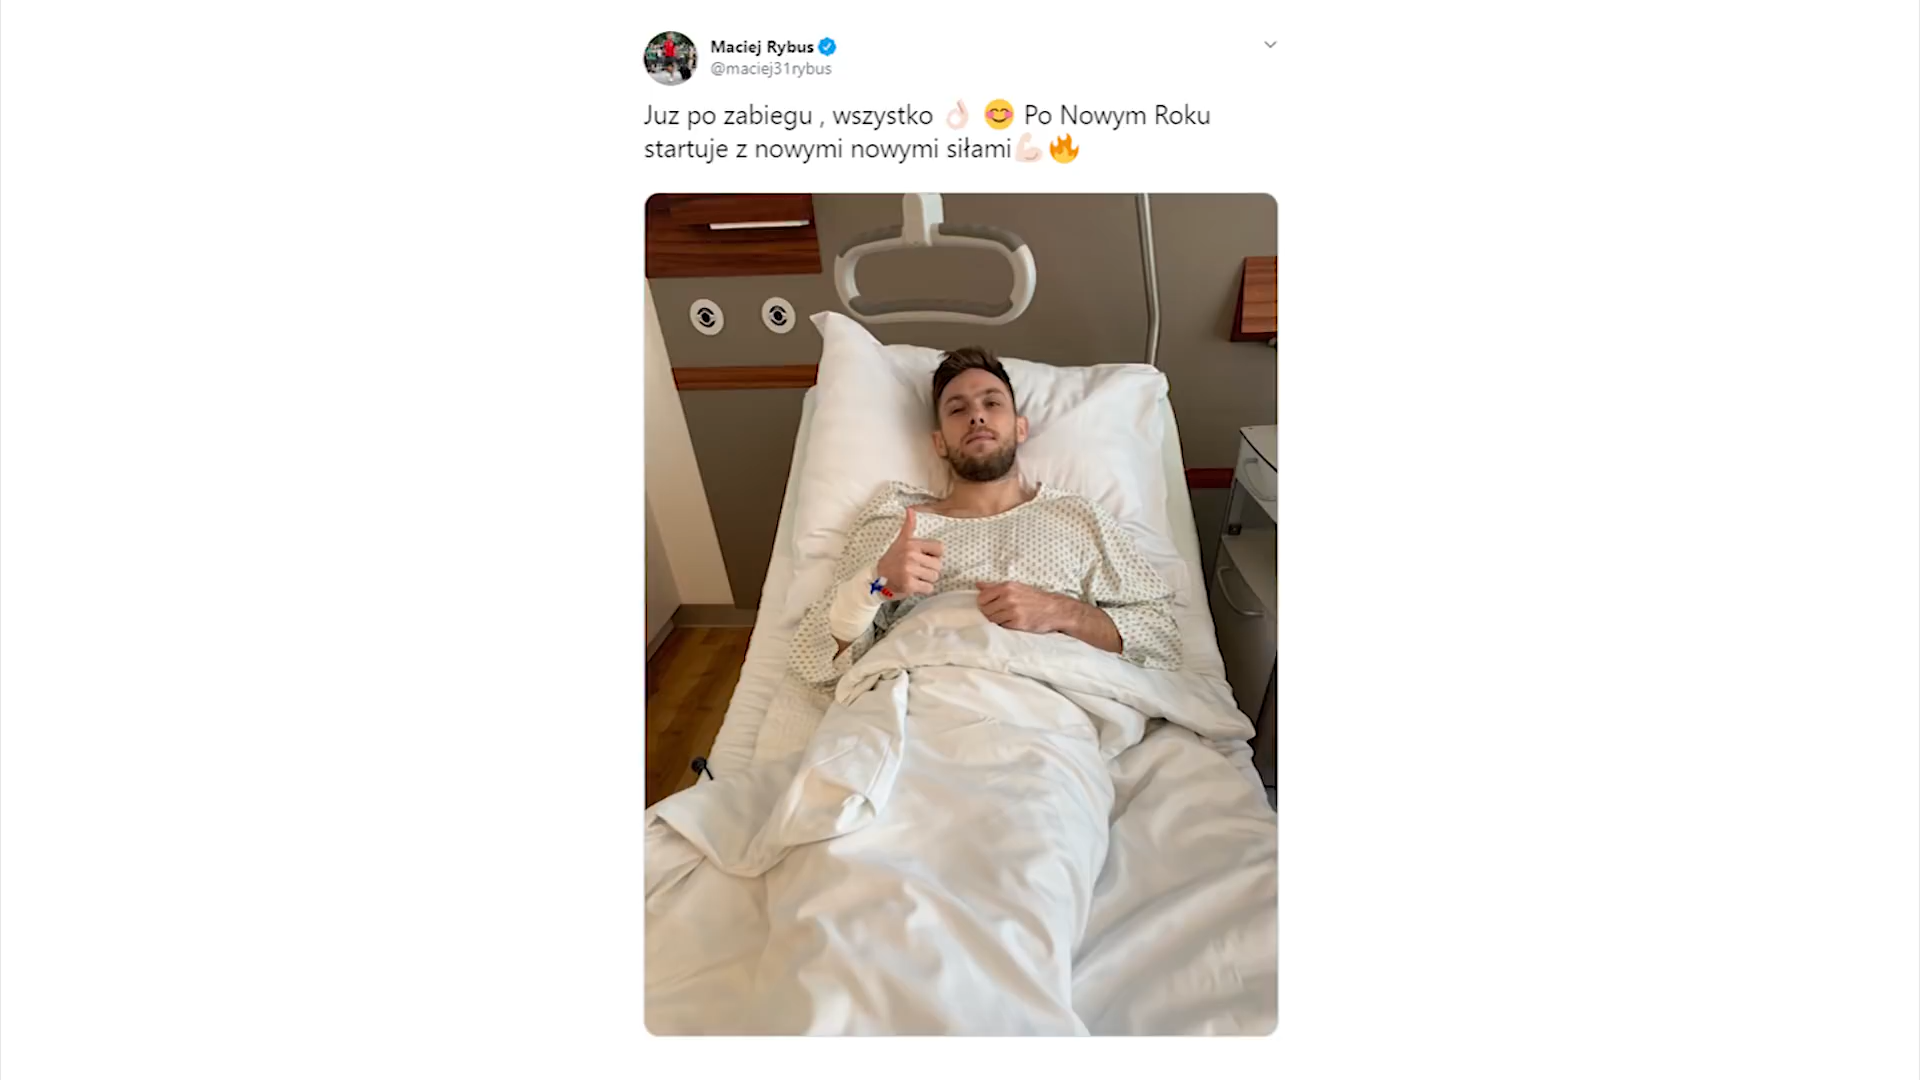 Maciej Rybus
@maciej31rybus
Juz po zabiegu , wszystko 👌🏻 😊 Po Nowym Roku
startuje z nowymi nowymi siłami💪🏻🔥